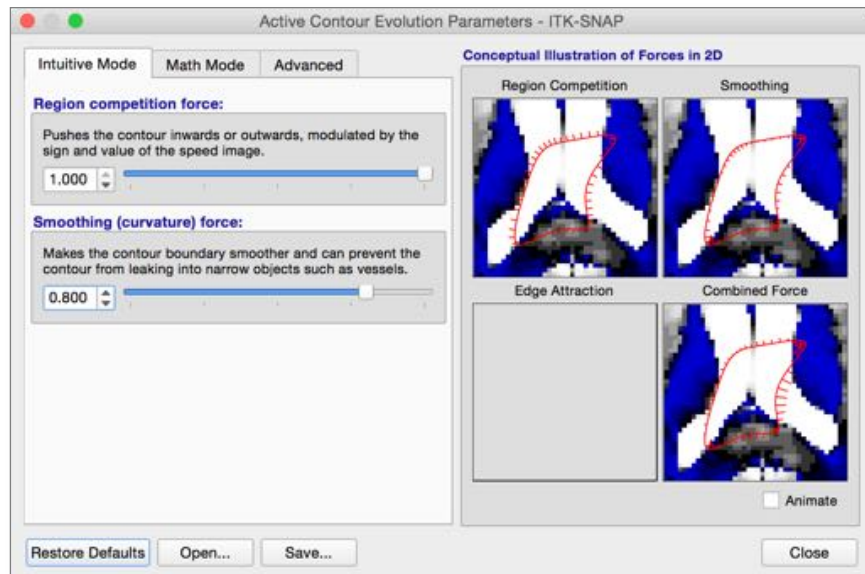 Active Contour Evolution Parameters - ITK-SNAP
Intuitive Mode
Math Mode
Advanced
Region competition force:
Pushes the contour inwards or outwards, modulated by the
sign and value of the speed image.
1.000
Smoothing (curvature) force:
Makes the contour boundary smoother and can prevent the
contour from leaking into narrow objects such as vessels.
0.800
Conceptual Illustration of Forces in 2D
Region Competition
Smoothing
Edge Attraction
Combined Force
Animate
Restore Defaults
Open...
Save...
Close